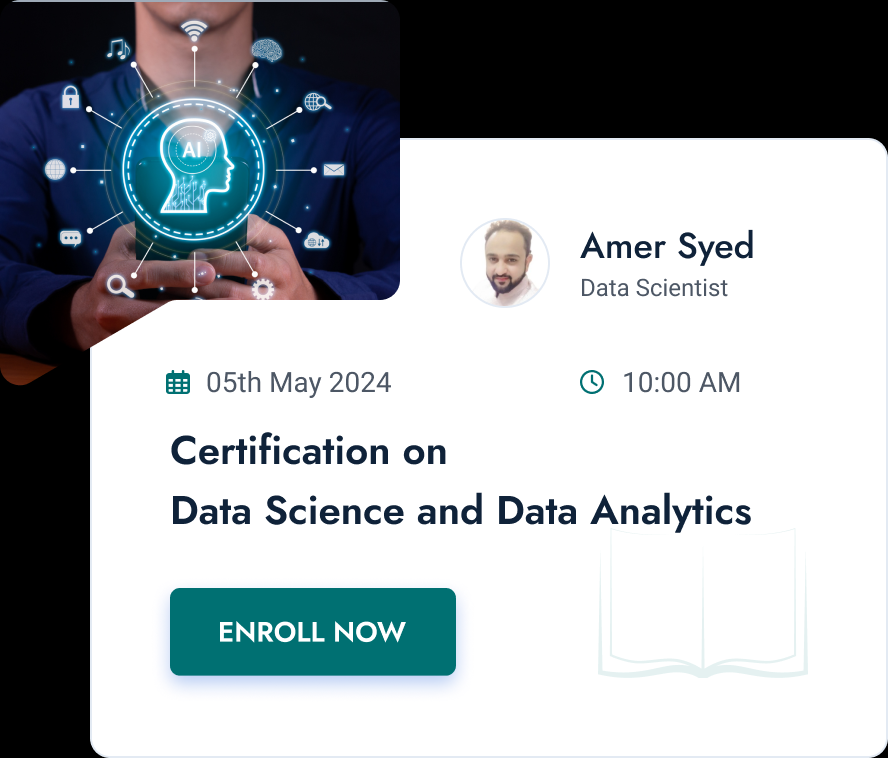 AI
Amer Syed
Data Scientist
05th May 2024
10:00 AM
Certification on
Data Science and Data Analytics
ENROLL NOW